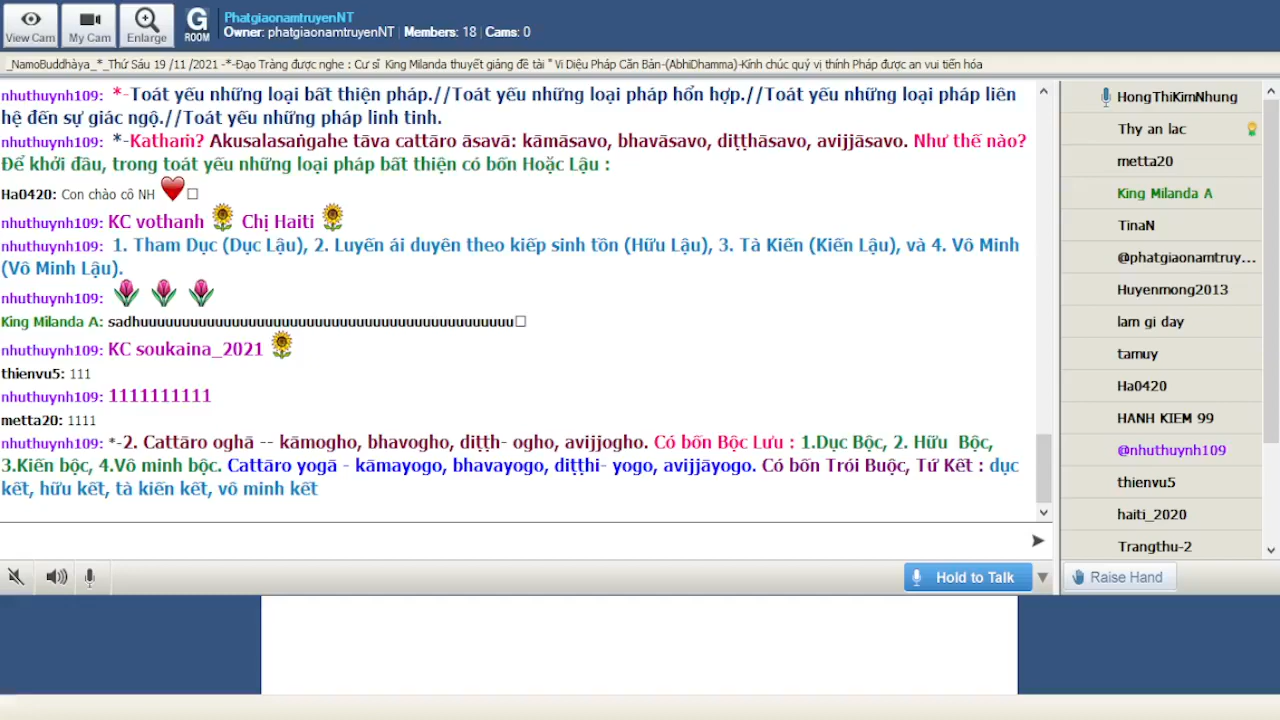 PhatgiaonamtruyenNT
View Cam My Cam Enlarge G ROOM Owner: phatgiaonamtruyenNT | Members: 18 | Cams: 0
_NamoBuddhàya_*_Thứ Sáu 19 /11 /2021 -*-Đạo Tràng được nghe : Cư sĩ King Milanda thuyết giảng đề tài " Vi Diệu Pháp Căn Bản-(AbhiDhamma)-Kính chúc quý vị thính Pháp được an vui tiến hóa
nhuthuynh109: *-Toát yếu những loại bất thiện pháp.//Toát yếu những loại pháp hổn hợp.//Toát yếu những loại pháp liên
hệ đến sự giác ngộ.//Toát yếu những pháp linh tinh.
nhuthuynh109: *-Kathaṁ? Akusalasaṅgahe tāva cattāro āsavā: kāmāsavo, bhavāsavo, diṭṭhāsavo, avijjāsavo. Như thế nào?
Để khởi đầu, trong toát yếu những loại pháp bất thiện có bốn Hoặc Lậu :
Ha0420: Con chào cô NH
nhuthuynh109: KC vothanh Chị Haiti
nhuthuynh109: 1. Tham Dục (Dục Lậu), 2. Luyến ái duyên theo kiếp sinh tồn (Hữu Lậu), 3. Tà Kiến (Kiến Lậu), và 4. Vô Minh
(Vô Minh Lậu).
nhuthuynh109:
King Milanda A: sadhuuuuuuuuuuuuuuuuuuuuuuuuuuuuuuuuuuuuuuuuuuuuu
nhuthuynh109: KC soukaina_2021
thienvu5: 111
nhuthuynh109: 1111111111
metta20: 1111
nhuthuynh109: *-2. Cattāro oghā -- kāmogho, bhavogho, diṭṭh- ogho, avijjogho. Có bốn Bộc Lưu : 1.Dục Bộc, 2. Hữu Bộc,
3.Kiến bộc, 4.Vô minh bộc. Cattāro yogā - kāmayogo, bhavayogo, diṭṭhi- yogo, avijjāyogo. Có bốn Trói Buộc, Tứ Kết : dục
kết, hữu kết, tà kiến kết, vô minh kết
HongThiKimNhung
Thy an lac
metta20
King Milanda A
TinaN
@phatgiaonamtruy...
Huyenmong2013
lam gi day
tamuy
Ha0420
HANH KIEM 99
@nhuthuynh109
thienvu5
haiti_2020
Trangthu-2
Hold to Talk
Raise Hand